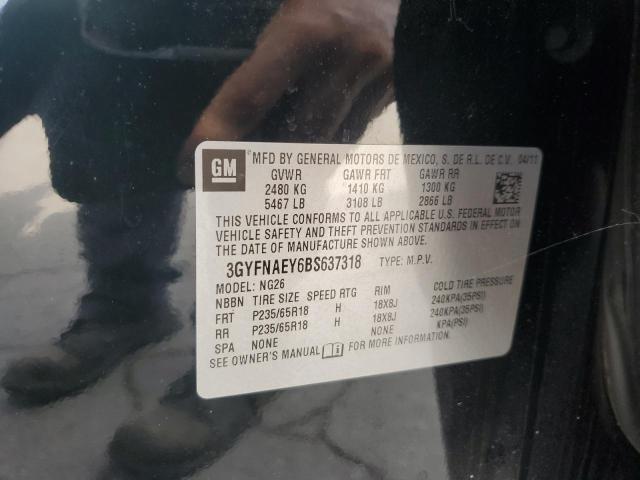 GM
MFD BY GENERAL MOTORS DE MEXICO, S. DE R.L. DE C.V. 04/11
GVWR GAWR FRT GAWR RR
2480 KG 1410 KG 1300 KG
5467 LB 3108 LB 2866 LB
THIS VEHICLE CONFORMS TO ALL APPLICABLE U.S. FEDERAL MOTOR
VEHICLE SAFETY AND THEFT PREVENTION STANDARDS IN EFFECT ON
THE DATE OF MANUFACTURE SHOWN ABOVE.
3GYFNAEY6BS637318 TYPE: M.P.V.
MODEL: NG26
NBBN TIRE SIZE SPEED RTG RIM COLD TIRE PRESSURE
FRT P235/65R18 H 18X8J 240KPA(35PSI)
RR P235/65R18 H 18X8J 240KPA(35PSI)
SPA NONE NONE KPA(PSI)
SEE OWNER'S MANUAL FOR MORE INFORMATION.